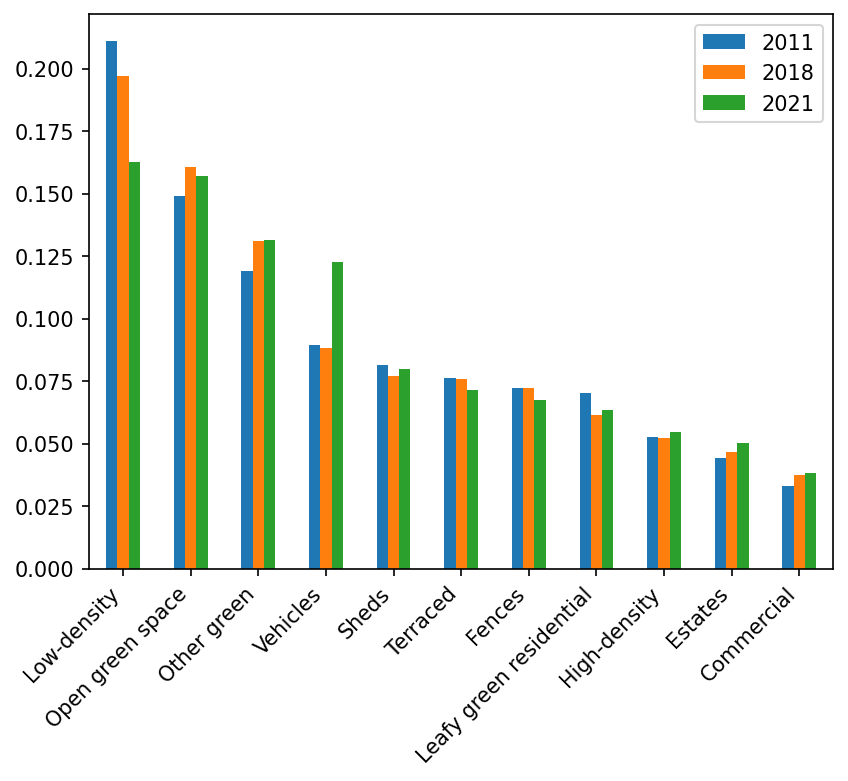 2011
2018
2021
0.200
0.175
0.150
0.125
0.100
0.075
0.050
0.025
0.000
Low-density
Open green space
Other green
Vehicles
Sheds
Terraced
Fences
Leafy green residential
High-density
Estates
Commercial